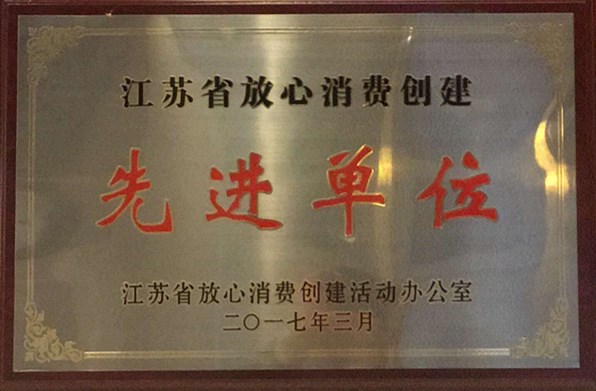 江苏省放心消费创建
先进单位
江苏省放心消费创建活动办公室
二〇一七年三月